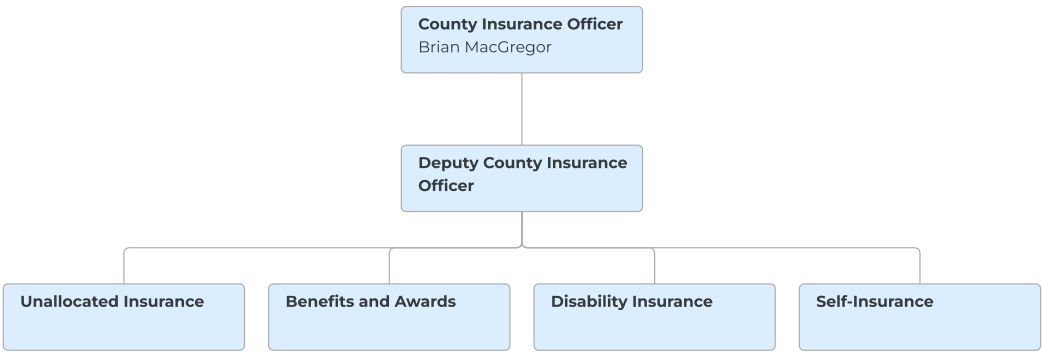 County Insurance Officer
Brian MacGregor
Deputy County Insurance
Officer
Unallocated Insurance
Benefits and Awards
Disability Insurance
Self-Insurance